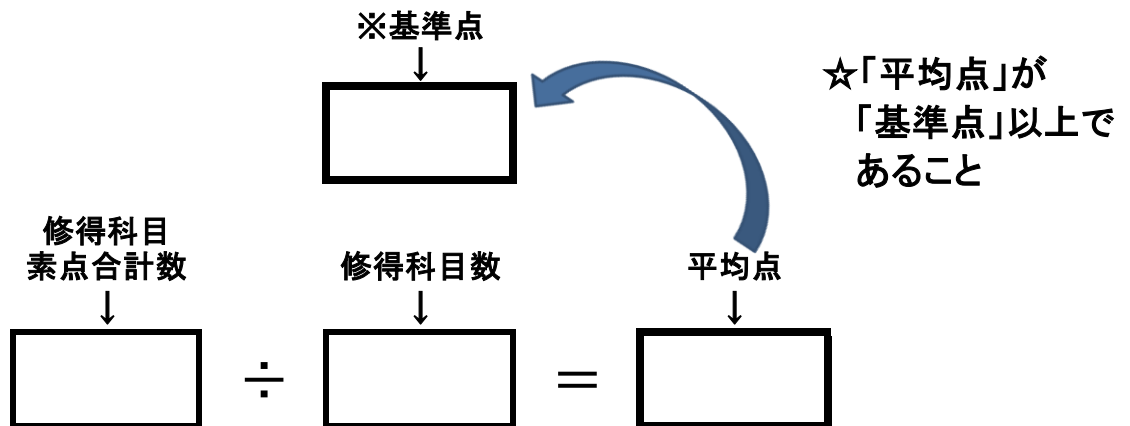 ※基準点
↓
☆「平均点」が
「基準点」以上で
あること
修得科目
素点合計数
↓
修得科目数
↓
平均点
↓
÷ =